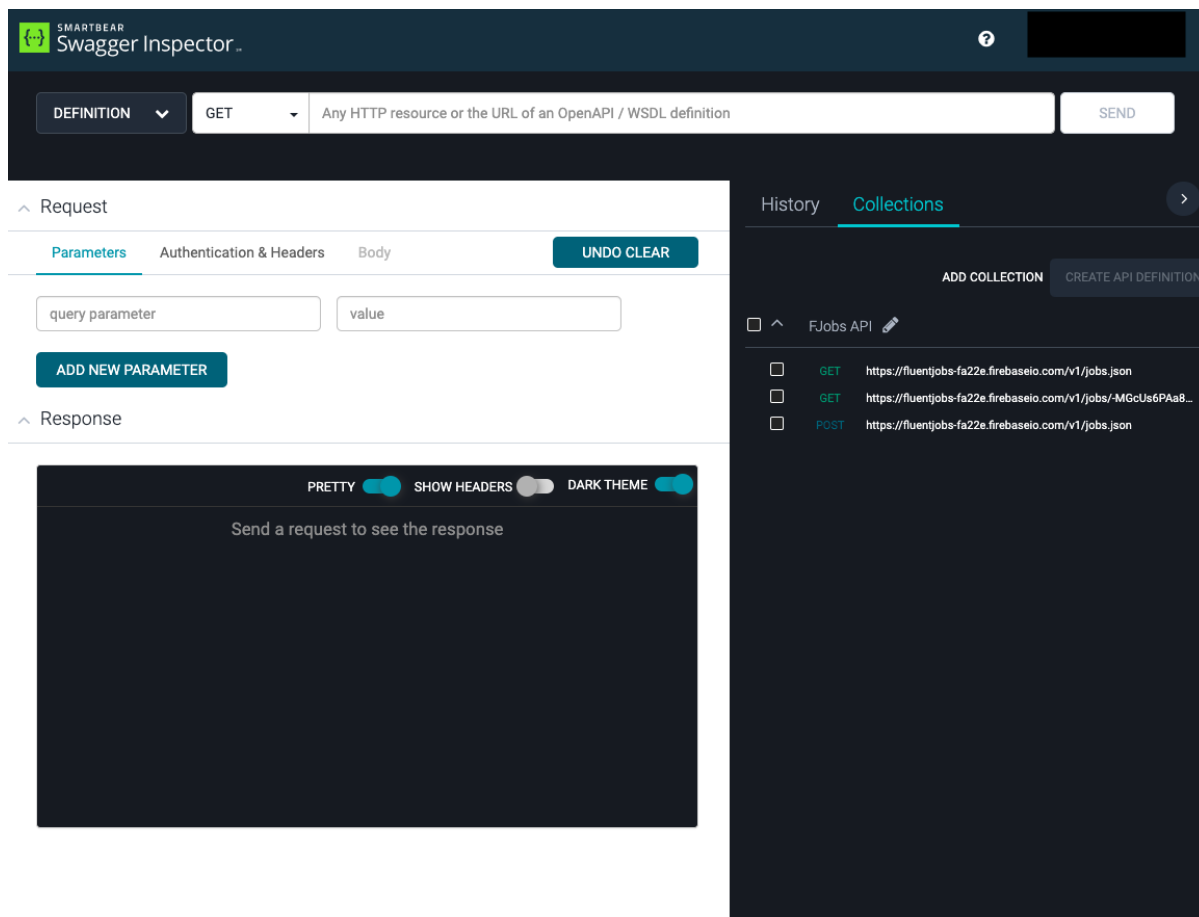 SMARTBEAR
Swagger Inspector
DEFINITION GET Any HTTP resource or the URL of an OpenAPI / WSDL definition SEND
Request
Parameters Authentication & Headers Body UNDO CLEAR
query parameter value
ADD NEW PARAMETER
Response
PRETTY SHOW HEADERS DARK THEME
Send a request to see the response
History Collections
ADD COLLECTION CREATE API DEFINITION
FJobs API
GET https://fluentjobs-fa22e.firebaseio.com/v1/jobs.json
GET https://fluentjobs-fa22e.firebaseio.com/v1/jobs/-MGcUs6PAa8...
POST https://fluentjobs-fa22e.firebaseio.com/v1/jobs.json